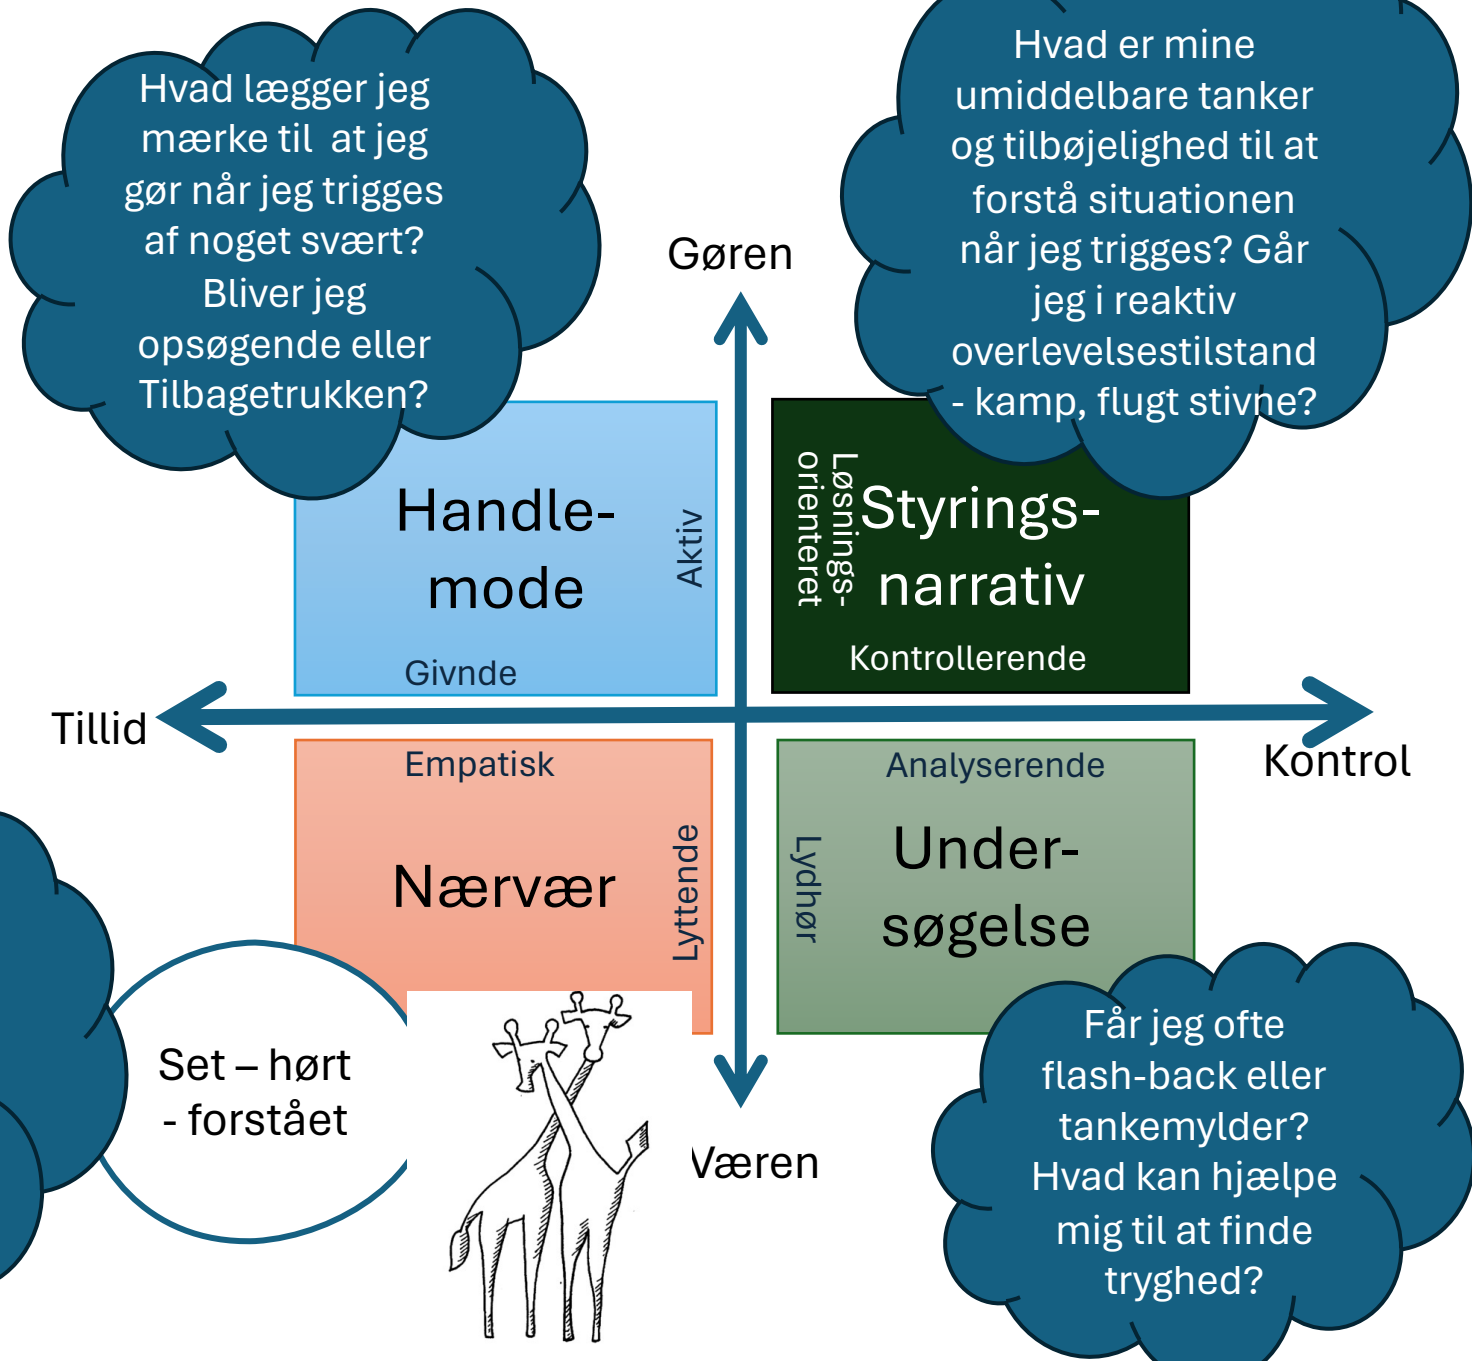 Hvad lægger jeg
mærke til  at jeg
gør når jeg trigges
af noget svært?
Bliver jeg
opsøgende eller
Tilbagetrukken?
Hvad er mine
umiddelbare tanker
og tilbøjelighed til at
forstå situationen
når jeg trigges? Går
jeg i reaktiv
overlevelsestilstand
- kamp, flugt stivne?
Gøren
Handle-
mode
Aktiv
Givnde
Løsnings-
orienteret
Styrings-
narrativ
Kontrollerende
Tillid
Kontrol
Empatisk
Nærvær
Lyttende
Analyserende
Lydhør
Under-
søgelse
Set – hørt
- forstået
Væren
Får jeg ofte
flash-back eller
tankemylder?
Hvad kan hjælpe
mig til at finde
tryghed?